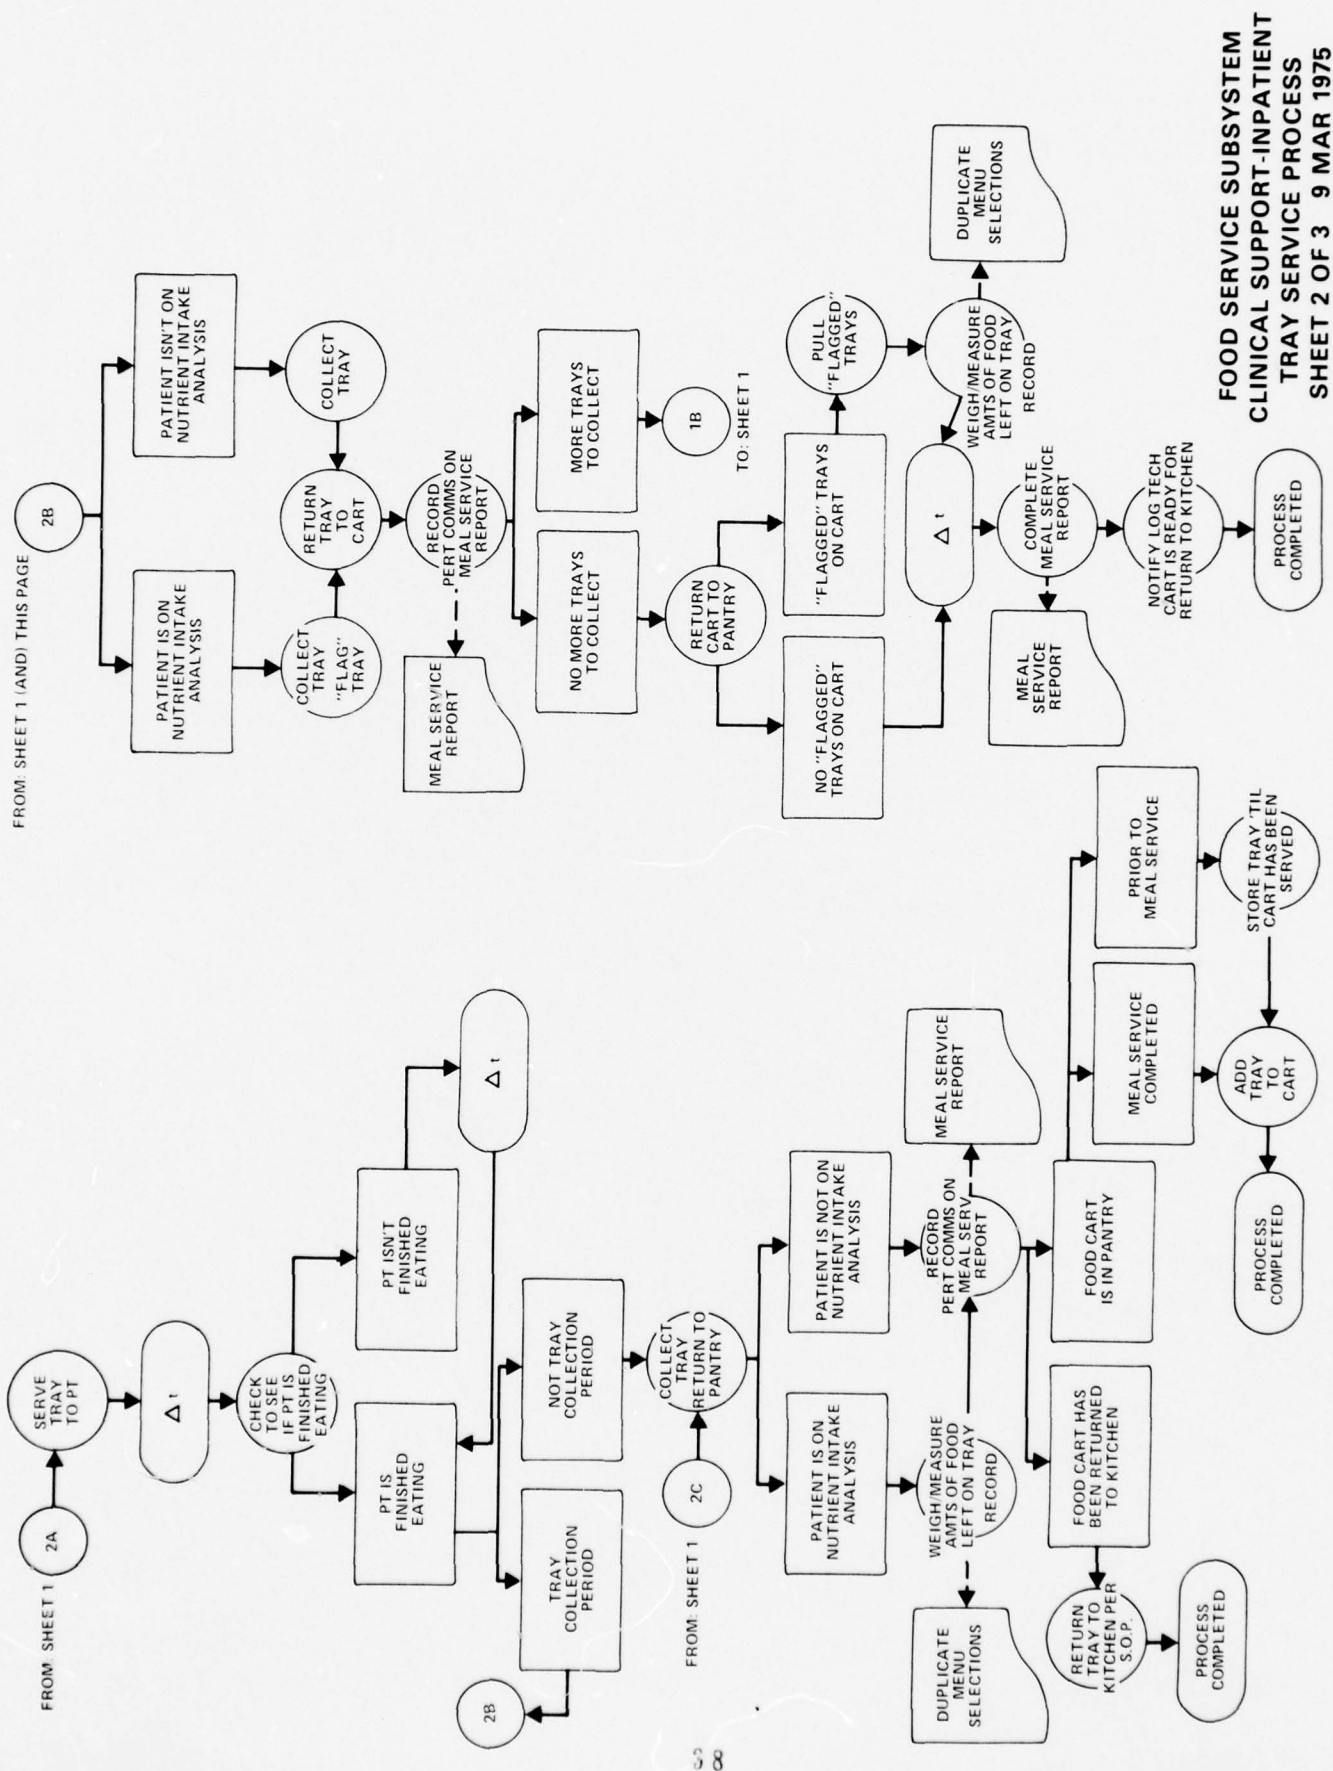 FROM: SHEET 1
2A
SERVE
TRAY
TO PT
Δ t
CHECK
TO SEE
IF PT IS
FINISHED
EATING
PT IS
FINISHED
EATING
PT ISN'T
FINISHED
EATING
Δ t
TRAY
COLLECTION
PERIOD
NOT TRAY
COLLECTION
PERIOD
2B
FROM: SHEET 1
2C
COLLECT
TRAY
RETURN TO
PANTRY
PATIENT IS ON
NUTRIENT INTAKE
ANALYSIS
PATIENT IS NOT ON
NUTRIENT INTAKE
ANALYSIS
WEIGH/MEASURE
AMTS OF FOOD
LEFT ON TRAY
RECORD
DUPLICATE
MENU
SELECTIONS
RECORD
PERT COMMS ON
MEAL SERV
REPORT
MEAL SERVICE
REPORT
FOOD CART HAS
BEEN RETURNED
TO KITCHEN
FOOD CART
IS IN PANTRY
RETURN
TRAY TO
KITCHEN PER
S.O.P.
PROCESS
COMPLETED
MEAL SERVICE
COMPLETED
PRIOR TO
MEAL SERVICE
ADD
TRAY
TO
CART
STORE TRAY 'TIL
CART HAS BEEN
SERVED
PROCESS
COMPLETED
FROM: SHEET 1 (AND) THIS PAGE
2B
PATIENT IS ON
NUTRIENT INTAKE
ANALYSIS
PATIENT ISN'T ON
NUTRIENT INTAKE
ANALYSIS
COLLECT
TRAY
"FLAG"
TRAY
RETURN
TRAY
TO
CART
COLLECT
TRAY
RECORD
PERT COMMS ON
MEAL SERVICE
REPORT
MEAL SERVICE
REPORT
NO MORE TRAYS
TO COLLECT
MORE TRAYS
TO COLLECT
1B
TO: SHEET 1
RETURN
CART TO
PANTRY
NO "FLAGGED"
TRAYS ON CART
"FLAGGED" TRAYS
ON CART
PULL
"FLAGGED"
TRAYS
WEIGH/MEASURE
AMTS OF FOOD
LEFT ON TRAY
RECORD
DUPLICATE
MENU
SELECTIONS
Δ t
COMPLETE
MEAL SERVICE
REPORT
MEAL
SERVICE
REPORT
NOTIFY LOG TECH
CART IS READY FOR
RETURN TO KITCHEN
PROCESS
COMPLETED
FOOD SERVICE SUBSYSTEM
CLINICAL SUPPORT-INPATIENT
TRAY SERVICE PROCESS
SHEET 2 OF 3 9 MAR 1975